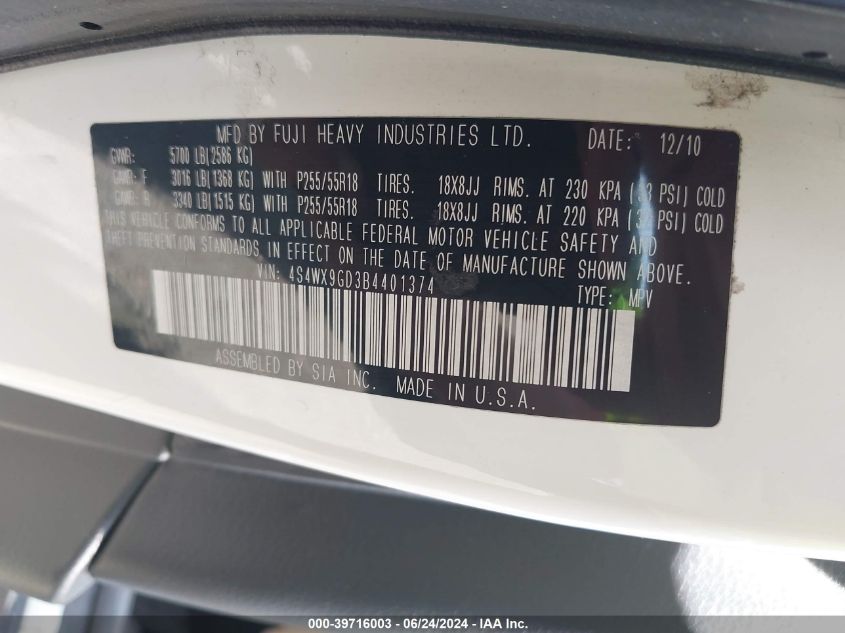 MFD BY FUJI HEAVY INDUSTRIES LTD. DATE: 12/10
GVWR: 5700 LB(2586 KG)
GAWR: F 3016 LB(1368 KG) WITH P255/55R18 TIRES. 18X8JJ RIMS. AT 230 KPA (33 PSI) COLD
GAWR: R 3340 LB(1515 KG) WITH P255/55R18 TIRES. 18X8JJ RIMS. AT 220 KPA (32 PSI) COLD
THIS VEHICLE CONFORMS TO ALL APPLICABLE FEDERAL MOTOR VEHICLE SAFETY AND
THEFT PREVENTION STANDARDS IN EFFECT ON THE DATE OF MANUFACTURE SHOWN ABOVE.
VIN: 4S4WX9GD3B4401374 TYPE: MPV
ASSEMBLED BY SIA INC. MADE IN U.S.A.
000-39716003 - 06/24/2024 - IAA Inc.